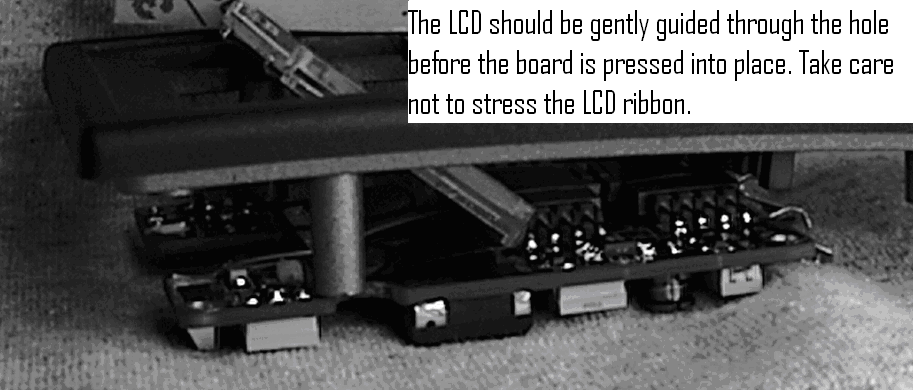 The LCD should be gently guided through the hole
before the board is pressed into place. Take care
not to stress the LCD ribbon.